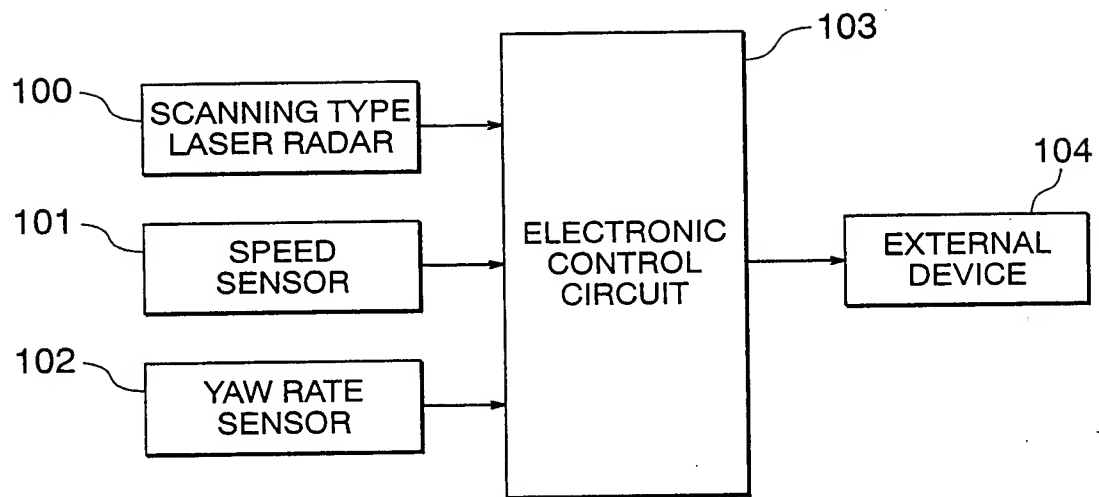 103
100
SCANNING TYPE
LASER RADAR
104
101
SPEED
SENSOR
ELECTRONIC
CONTROL
CIRCUIT
EXTERNAL
DEVICE
102
YAW RATE
SENSOR